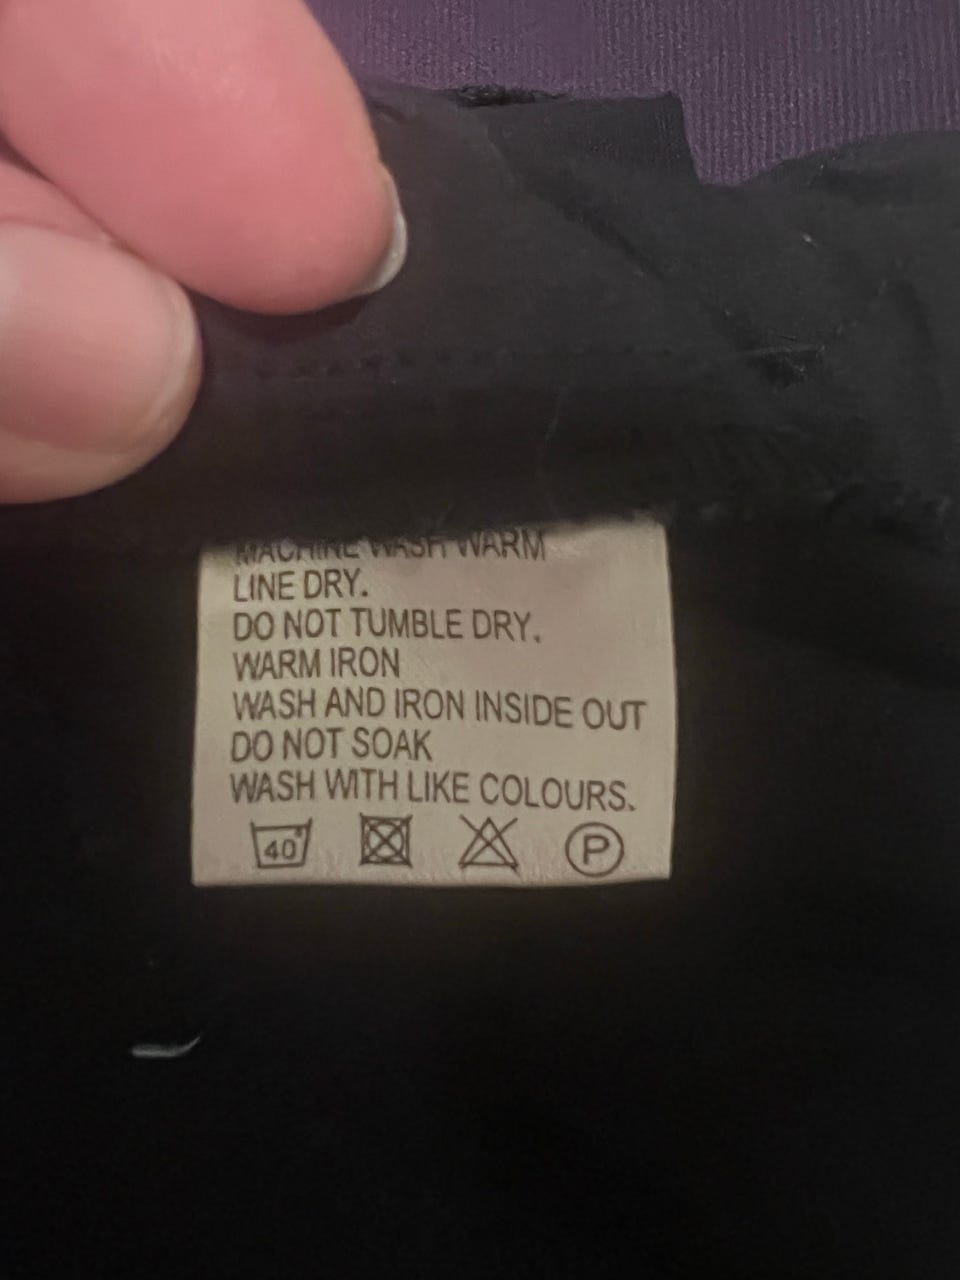 MACHINE WASH WARM
LINE DRY.
DO NOT TUMBLE DRY.
WARM IRON
WASH AND IRON INSIDE OUT
DO NOT SOAK
WASH WITH LIKE COLOURS.
40° P